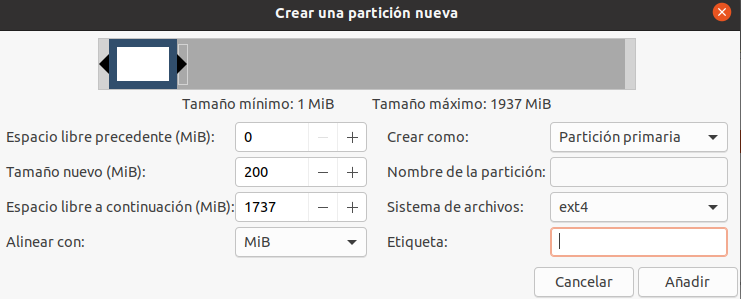 Crear una partición nueva
Tamaño mínimo: 1 MiB Tamaño máximo: 1937 MiB
Espacio libre precedente (MiB): 0 Crear como: Partición primaria
Tamaño nuevo (MiB): 200 Nombre de la partición:
Espacio libre a continuación (MiB): 1737 Sistema de archivos: ext4
Alinear con: MiB Etiqueta:
Cancelar Añadir